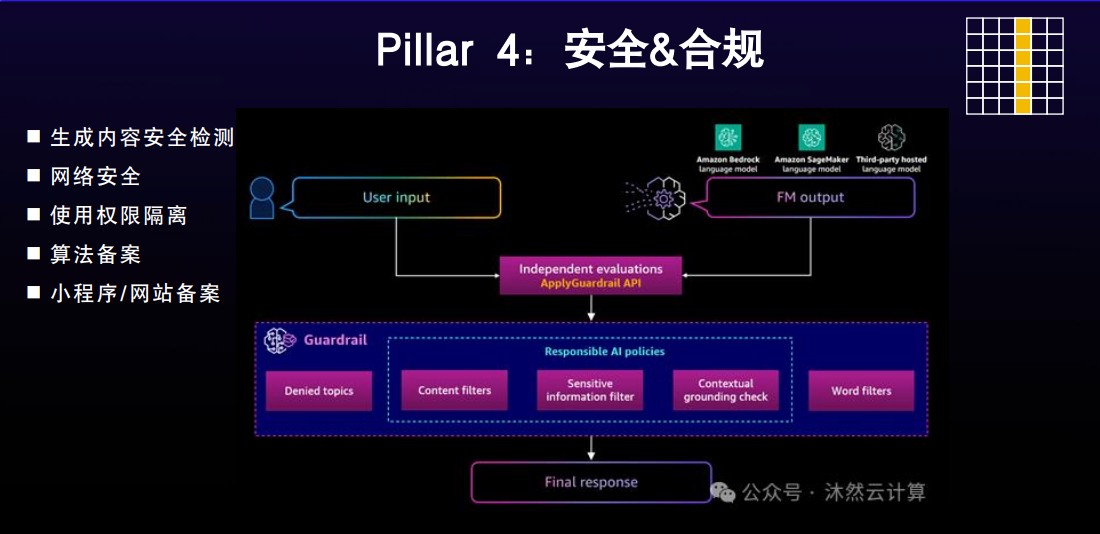 Pillar 4：安全&合规
■ 生成内容安全检测
■ 网络安全
■ 使用权限隔离
■ 算法备案
■ 小程序/网站备案
Amazon Bedrock
language model
Amazon SageMaker
language model
Third-party hosted
language model
User input
FM output
Independent evaluations
ApplyGuardrail API
Guardrail
Responsible AI policies
Denied topics
Content filters
Sensitive
information filter
Contextual
grounding check
Word filters
Final response
公众号 · 沐然云计算